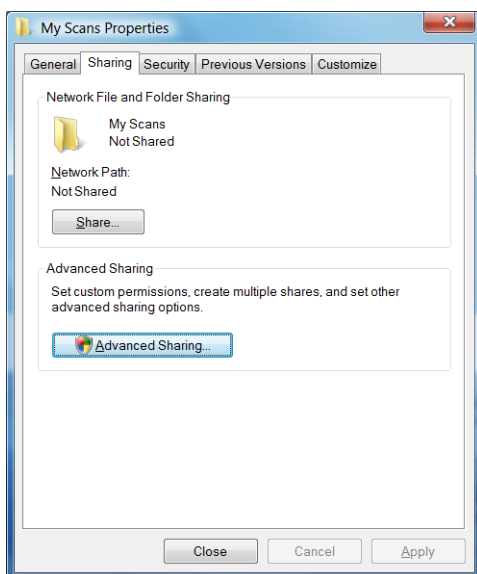 My Scans Properties
General Sharing Security Previous Versions Customize
Network File and Folder Sharing
My Scans
Not Shared
Network Path:
Not Shared
Share...
Advanced Sharing
Set custom permissions, create multiple shares, and set other
advanced sharing options.
Advanced Sharing...
Close Cancel Apply